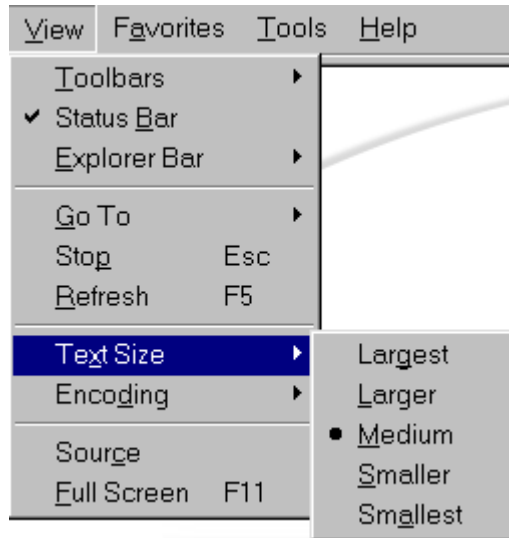 View Favorites Tools Help
Toolbars
Status Bar
Explorer Bar
Go To
Stop Esc
Refresh F5
Text Size
Encoding
Source
Full Screen F11
Largest
Larger
Medium
Smaller
Smallest